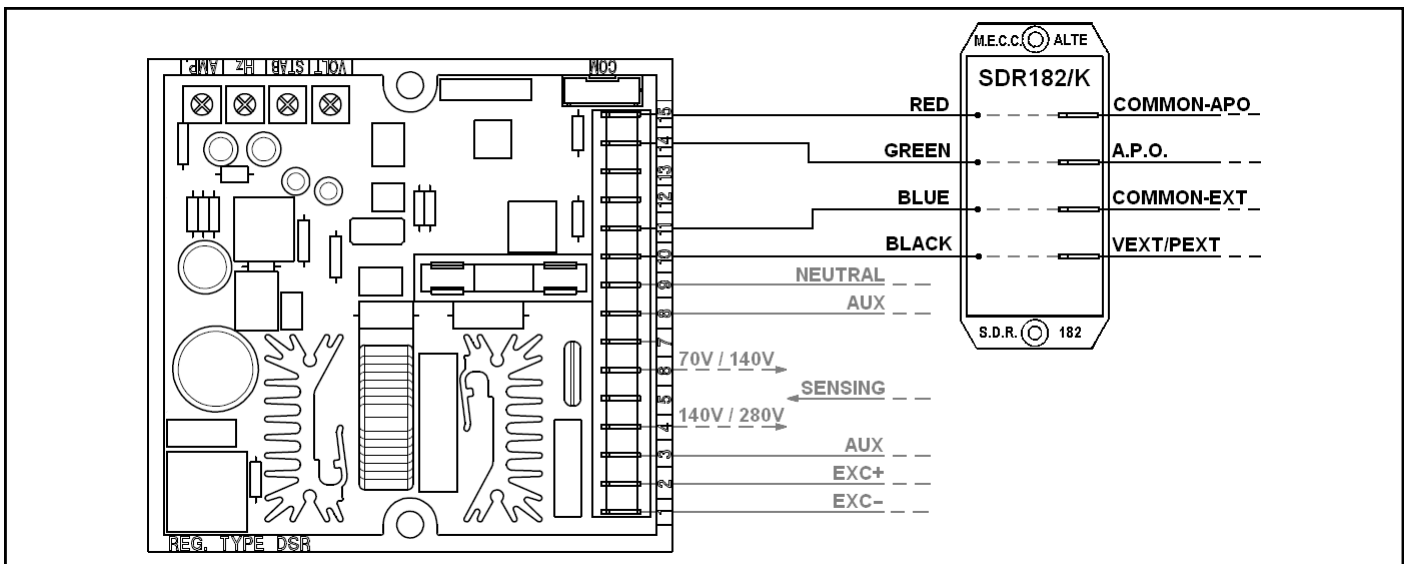 AMP. Hz STAB VOLT
COM
M.E.C.C. ALTE
SDR182/K
RED
COMMON-APO
GREEN
A.P.O.
BLUE
COMMON-EXT
BLACK
VEXT/PEXT
S.D.R. 182
15
14
13
12
11
10
9
8
7
6
5
4
3
2
1
NEUTRAL
AUX
70V / 140V
SENSING
140V / 280V
AUX
EXC+
EXC-
REG. TYPE DSR